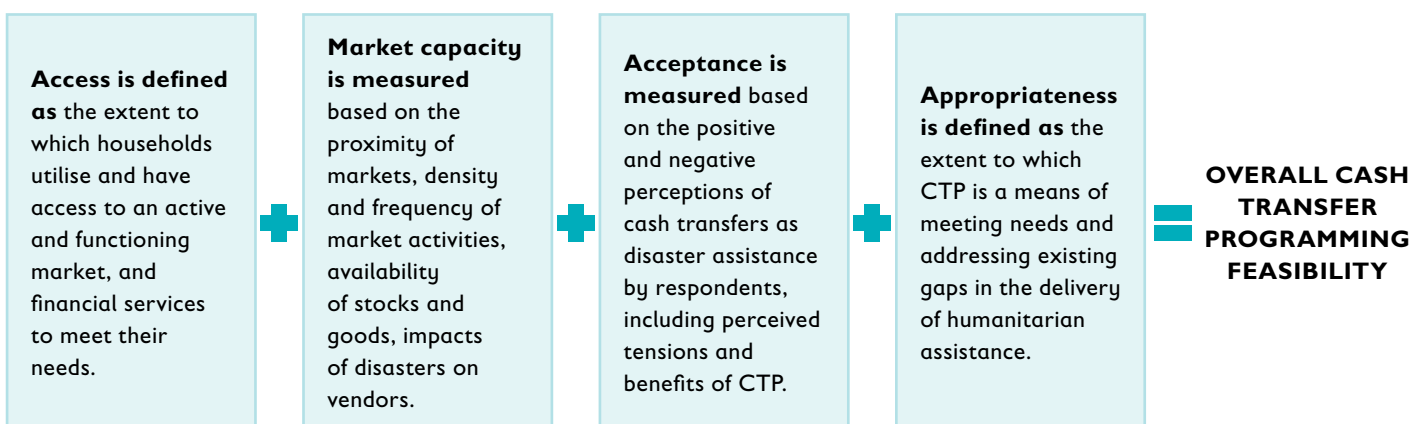 Access is defined
as the extent to
which households
utilise and have
access to an active
and functioning
market, and
financial services
to meet their
needs.
Market capacity
is measured
based on the
proximity of
markets, density
and frequency of
market activities,
availability
of stocks and
goods, impacts
of disasters on
vendors.
Acceptance is
measured based
on the positive
and negative
perceptions of
cash transfers as
disaster assistance
by respondents,
including perceived
tensions and
benefits of CTP.
Appropriateness
is defined as the
extent to which
CTP is a means of
meeting needs and
addressing existing
gaps in the delivery
of humanitarian
assistance.
OVERALL CASH
TRANSFER
PROGRAMMING
FEASIBILITY